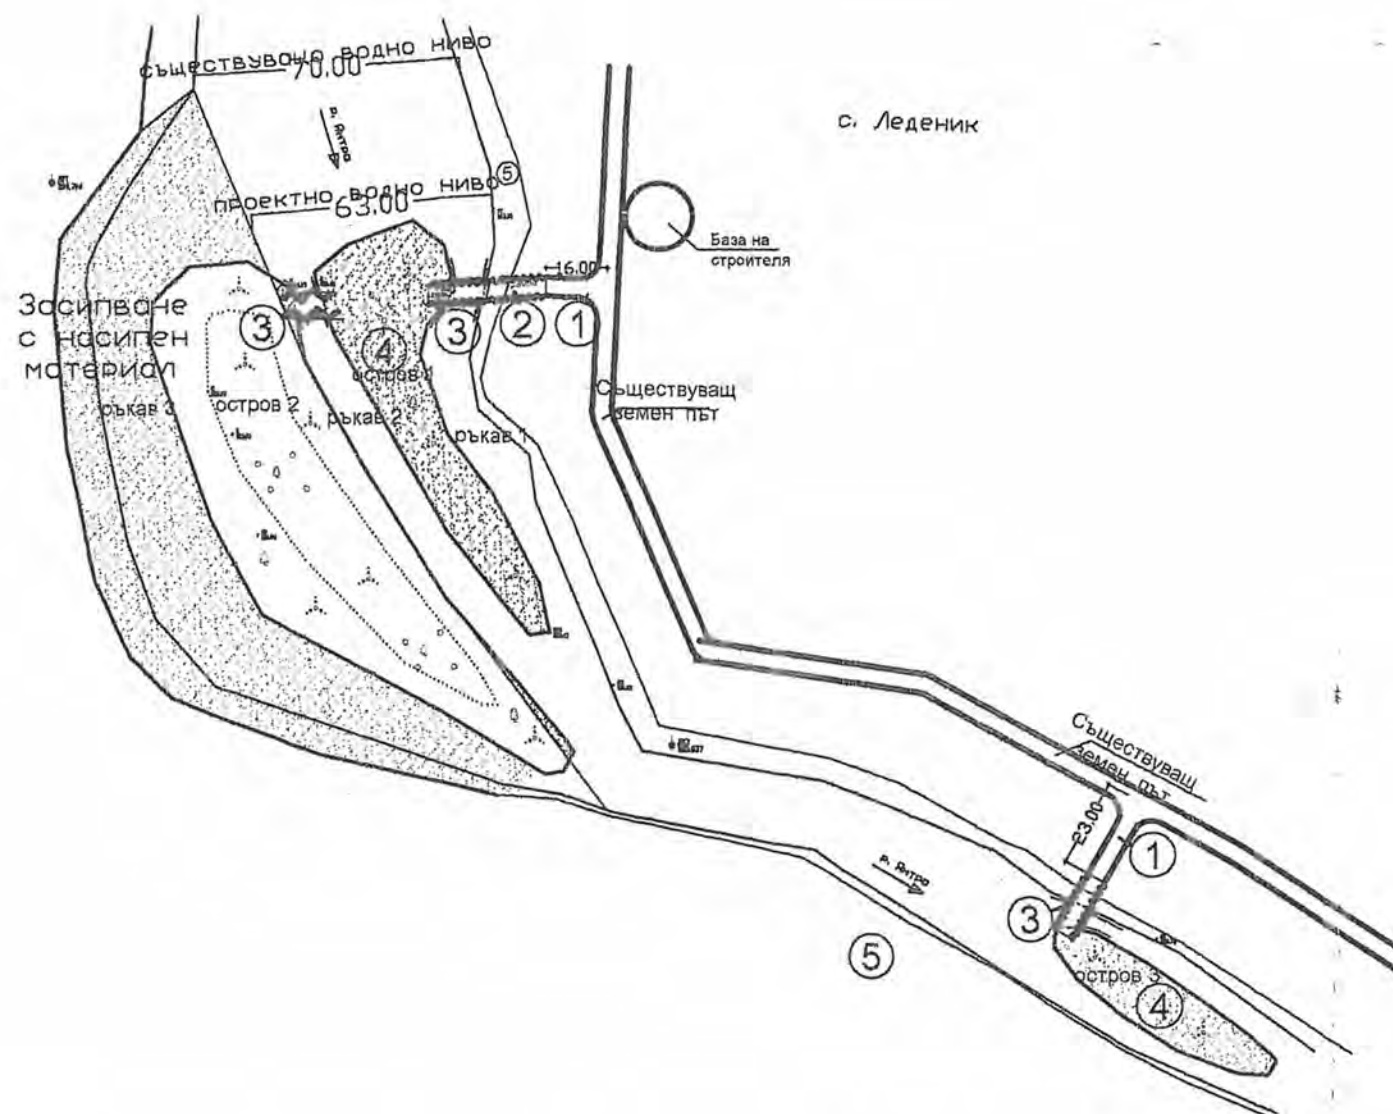 съществуващо водно ниво
70.00
р. Янтра
с. Леденик
5
проектно водно ниво
63.00
База на
строителя
16.00
Засипване
с насипен
материал
3
4
3
2
1
остров 1
Съществуващ
земен път
ръкав 3
остров 2
ръкав 2
ръкав 1
Съществуващ
земен път
23.00
1
р. Янтра
3
5
остров 3
4